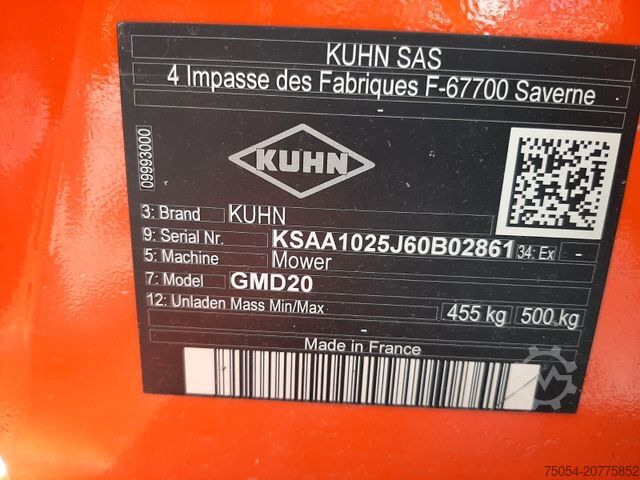 KUHN SAS
4 Impasse des Fabriques F-67700 Saverne
-
09993000
KUHN
3: Brand KUHN
9: Serial Nr. KSAA1025J60B02861 34: Ex -
5: Machine Mower
7: Model GMD20
12: Unladen Mass Min/Max 455 kg 500 kg
-
Made in France
75054-20775852